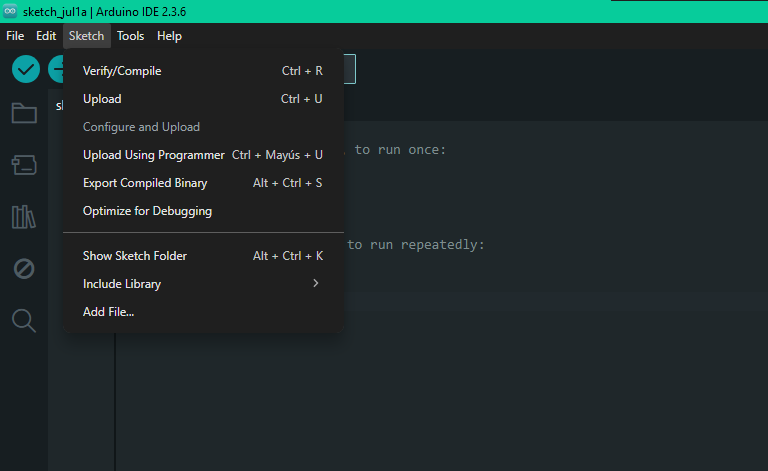 sketch_jul1a | Arduino IDE 2.3.6
File Edit Sketch Tools Help
Verify/Compile Ctrl + R
Upload Ctrl + U
Configure and Upload
Upload Using Programmer Ctrl + Mayús + U
Export Compiled Binary Alt + Ctrl + S
Optimize for Debugging
to run once:
to run repeatedly:
Show Sketch Folder Alt + Ctrl + K
Include Library
Add File...